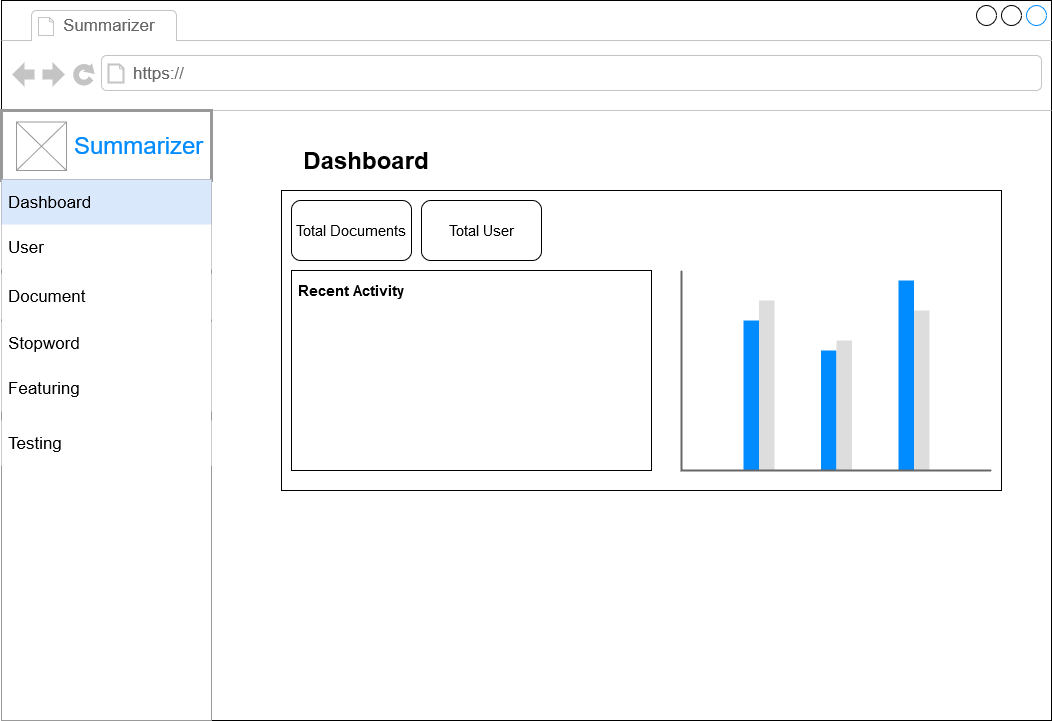 Summarizer
https://
Summarizer
Dashboard
User
Document
Stopword
Featuring
Testing
Dashboard
Total Documents
Total User
Recent Activity